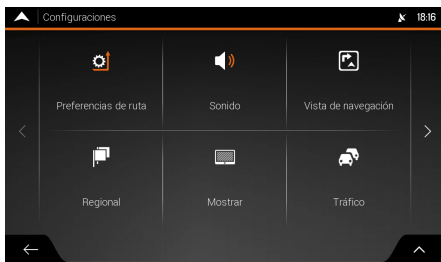 Configuraciones
18:16
Preferencias de ruta
Sonido
Vista de navegación
Regional
Mostrar
Tráfico